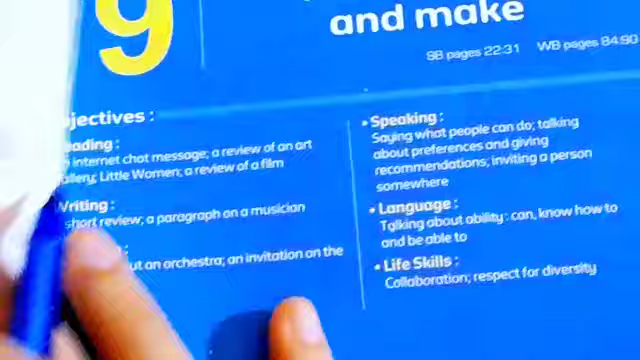 9
and make
SB pages 22:31 WB pages 84:90
jectives :
ading :
internet chat message; a review of an art
allery; Little Women; a review of a film
Writing :
short review; a paragraph on a musician
:
ut an orchestra; an invitation on the
• Speaking :
Saying what people can do; talking
about preferences and giving
recommendations; inviting a person
somewhere
• Language :
Talking about ability : can, know how to
and be able to
• Life Skills :
Collaboration; respect for diversity